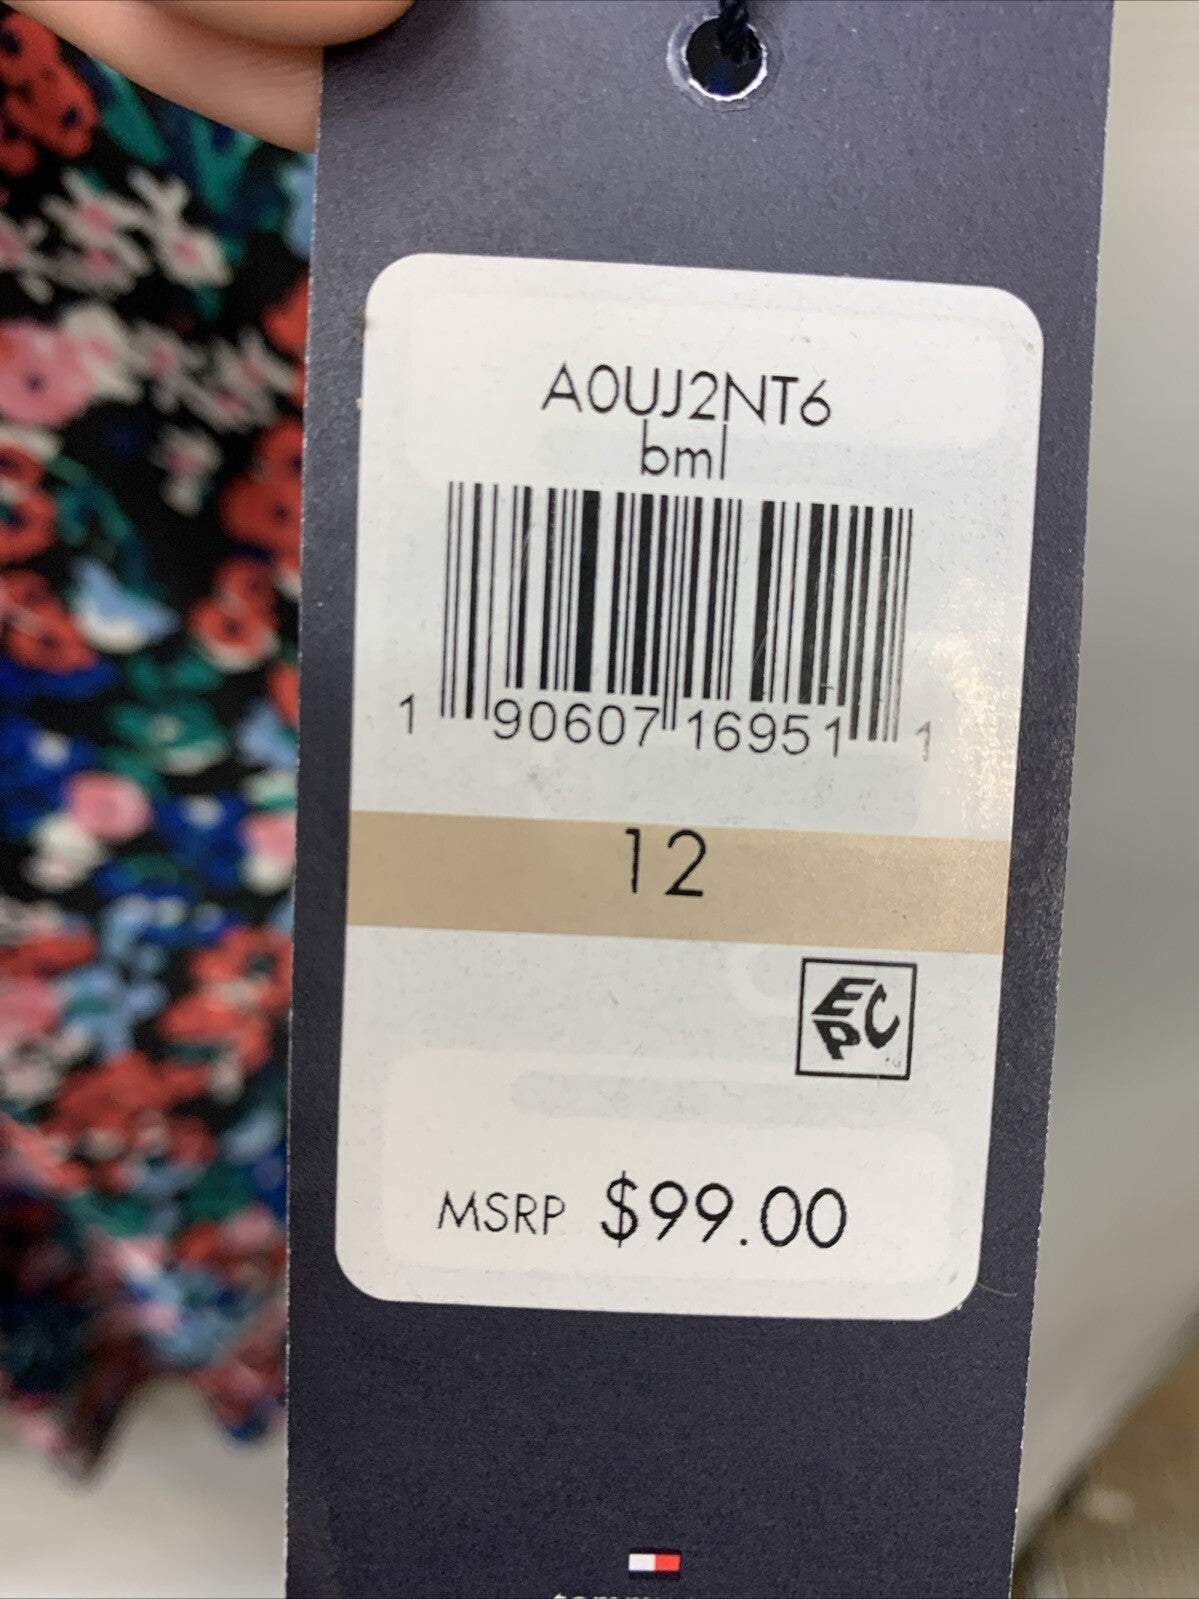 A0UJ2NT6
bml
1 90607 16951 1
12
EPC
MSRP $99.00